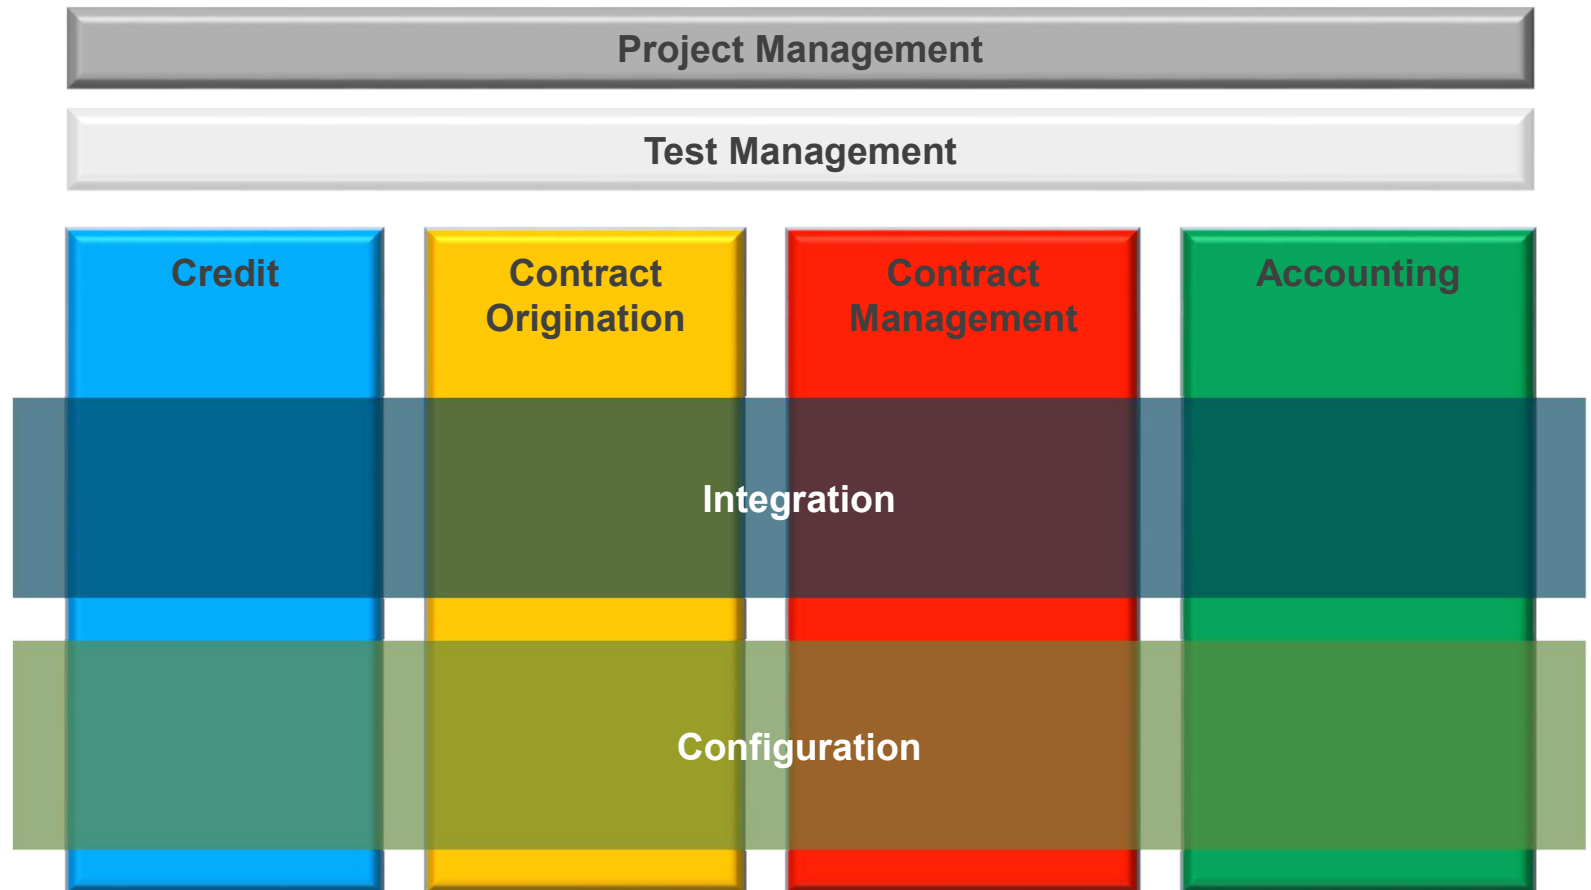 Project Management
Test Management
Credit
Contract
Origination
Contract
Management
Accounting
Integration
Configuration